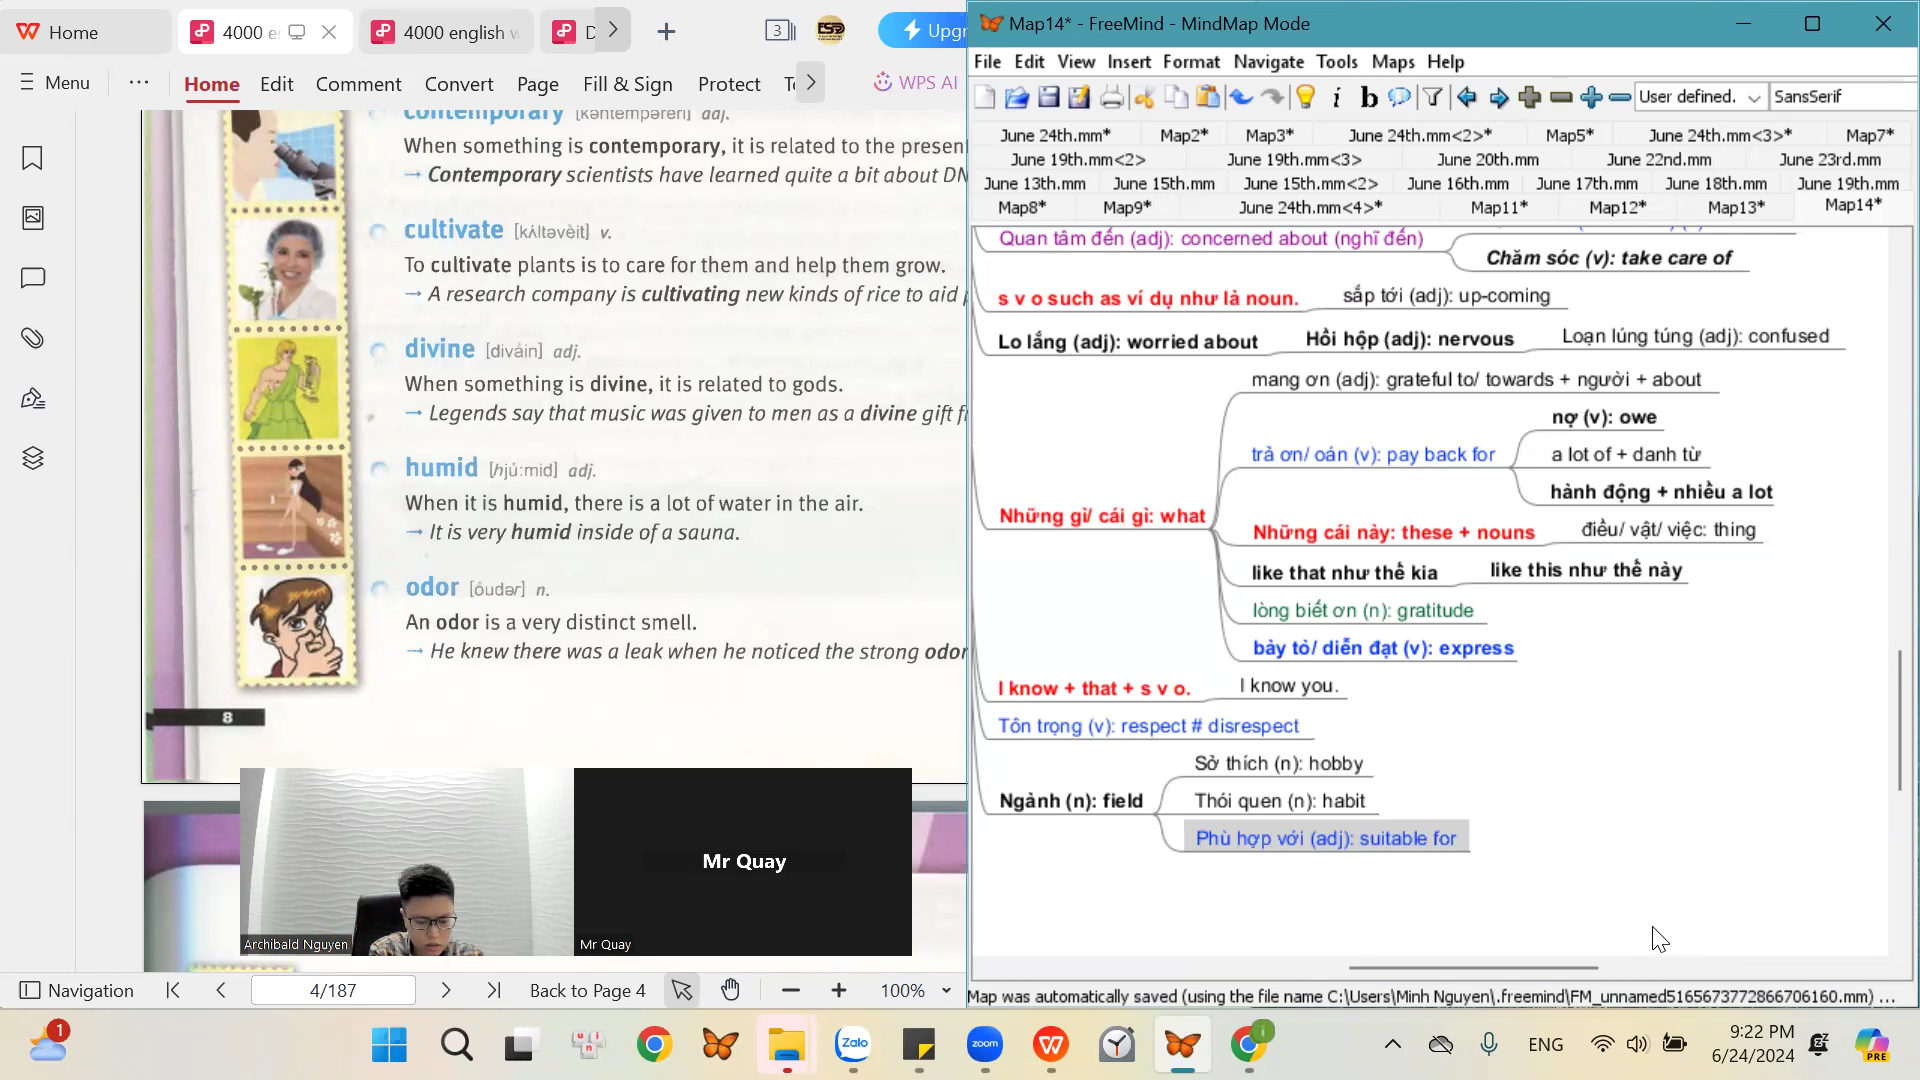 Home
4000 e
4000 english w
D
3
Upgr
Menu
Home
Edit
Comment
Convert
Page
Fill & Sign
Protect
WPS AI
contemporary adj.
When something is contemporary, it is related to the presen
→ Contemporary scientists have learned quite a bit about DN
cultivate v.
To cultivate plants is to care for them and help them grow.
→ A research company is cultivating new kinds of rice to aid p
divine [diváin] adj.
When something is divine, it is related to gods.
→ Legends say that music was given to men as a divine gift f
humid [hjúːmid] adj.
When it is humid, there is a lot of water in the air.
→ It is very humid inside of a sauna.
odor [óudər] n.
An odor is a very distinct smell.
→ He knew there was a leak when he noticed the strong odor
8
Mr Quay
Archibald Nguyen
Mr Quay
Navigation
4/187
Back to Page 4
100%
Map14* - FreeMind - MindMap Mode
File Edit View Insert Format Navigate Tools Maps Help
User defined.
SansSerif
June 24th.mm* Map2* Map3* June 24th.mm<2>* Map5* June 24th.mm<3>* Map7*
June 19th.mm<2> June 19th.mm<3> June 20th.mm June 22nd.mm June 23rd.mm
June 13th.mm June 15th.mm June 15th.mm<2> June 16th.mm June 17th.mm June 18th.mm June 19th.mm
Map8* Map9* June 24th.mm<4>* Map11* Map12* Map13* Map14*
Quan tâm đến (adj): concerned about (nghĩ đến)
Chăm sóc (v): take care of
s v o such as ví dụ như là noun.
sắp tới (adj): up-coming
Lo lắng (adj): worried about
Hồi hộp (adj): nervous
Loạn lúng túng (adj): confused
mang ơn (adj): grateful to/ towards + người + about
nợ (v): owe
trả ơn/ oán (v): pay back for
a lot of + danh từ
hành động + nhiều a lot
Những gì/ cái gì: what
Những cái này: these + nouns
điều/ vật/ việc: thing
like that như thế kia
like this như thế này
lòng biết ơn (n): gratitude
bày tỏ/ diễn đạt (v): express
I know + that + s v o.
I know you.
Tôn trọng (v): respect # disrespect
Sở thích (n): hobby
Ngành (n): field
Thói quen (n): habit
Phù hợp với (adj): suitable for
Map was automatically saved (using the file name C:\Users\Minh Nguyen\.freemind\FM_unnamed5165673772866706160.mm) ...
1
Zalo
zoom
ENG
9:22 PM
6/24/2024
PRE